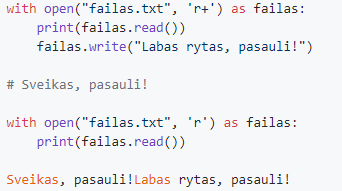 with open("failas.txt", 'r+') as failas:
    print(failas.read())
    failas.write("Labas rytas, pasauli!")
# Sveikas, pasauli!
with open("failas.txt", 'r') as failas:
    print(failas.read())
Sveikas, pasauli!Labas rytas, pasauli!